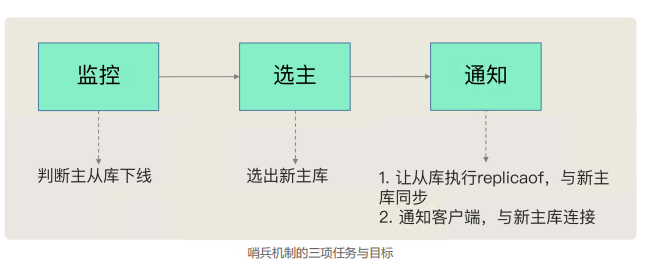 监控
选主
通知
判断主从库下线
选出新主库
1. 让从库执行replicaof，与新主
库同步
2. 通知客户端，与新主库连接
哨兵机制的三项任务与目标